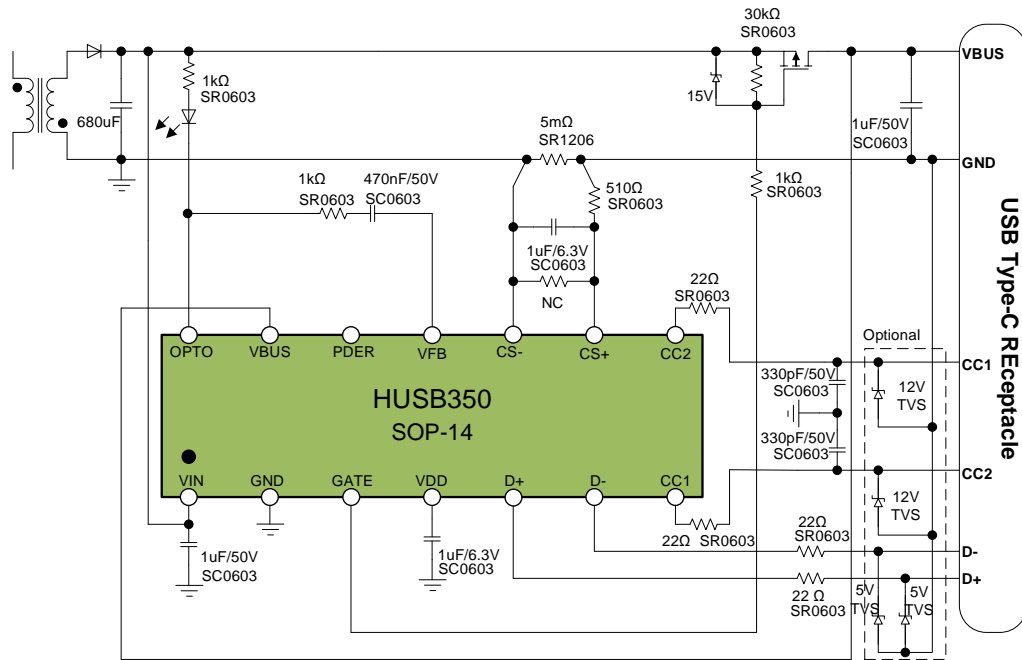 30kΩ
SR0603
VBUS
1kΩ
SR0603
15V
680uF
5mΩ
SR1206
1uF/50V
SC0603
GND
1kΩ
SR0603
470nF/50V
SC0603
510Ω
SR0603
1kΩ
SR0603
1uF/6.3V
SC0603
NC
22Ω
SR0603
USB Type-C REceptacle
Optional
OPTO
VBUS
PDER
VFB
CS-
CS+
CC2
CC1
330pF/50V
SC0603
12V
TVS
HUSB350
SOP-14
330pF/50V
SC0603
CC2
VIN
GND
GATE
VDD
D+
D-
CC1
12V
TVS
22Ω
SR0603
22Ω SR0603
D-
1uF/50V
SC0603
1uF/6.3V
SC0603
D+
22 Ω
SR0603
5V
TVS
5V
TVS